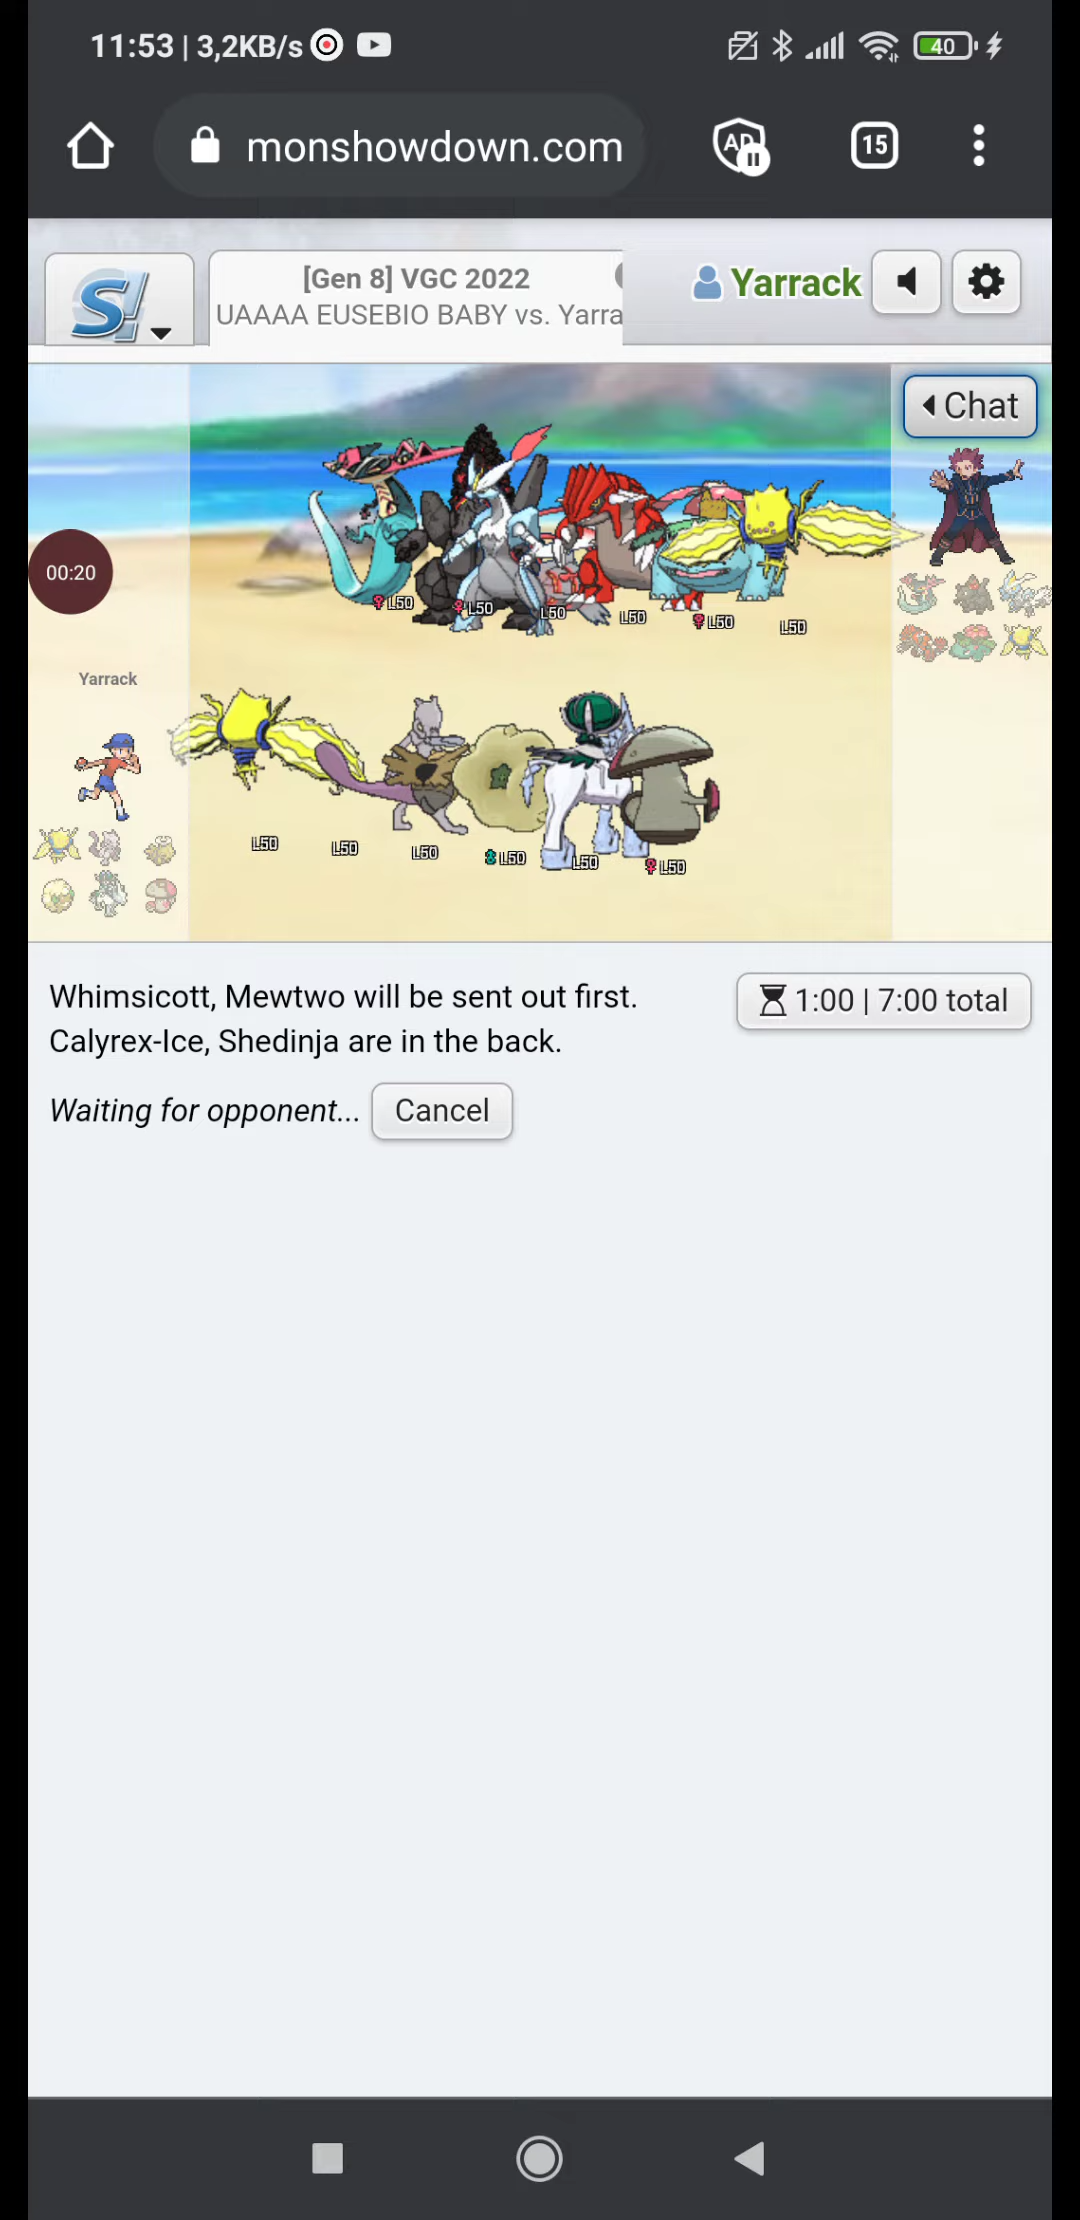 11:53 | 3,2KB/s
40
monshowdown.com
AD
15
S!
[Gen 8] VGC 2022
UAAAA EUSEBIO BABY vs. Yarra
Yarrack
Chat
00:20
L50
L50
L50
L50
L50
L50
Yarrack
L50
L50
L50
L50
L50
L50
Whimsicott, Mewtwo will be sent out first.
1:00 | 7:00 total
Calyrex-Ice, Shedinja are in the back.
Waiting for opponent... Cancel